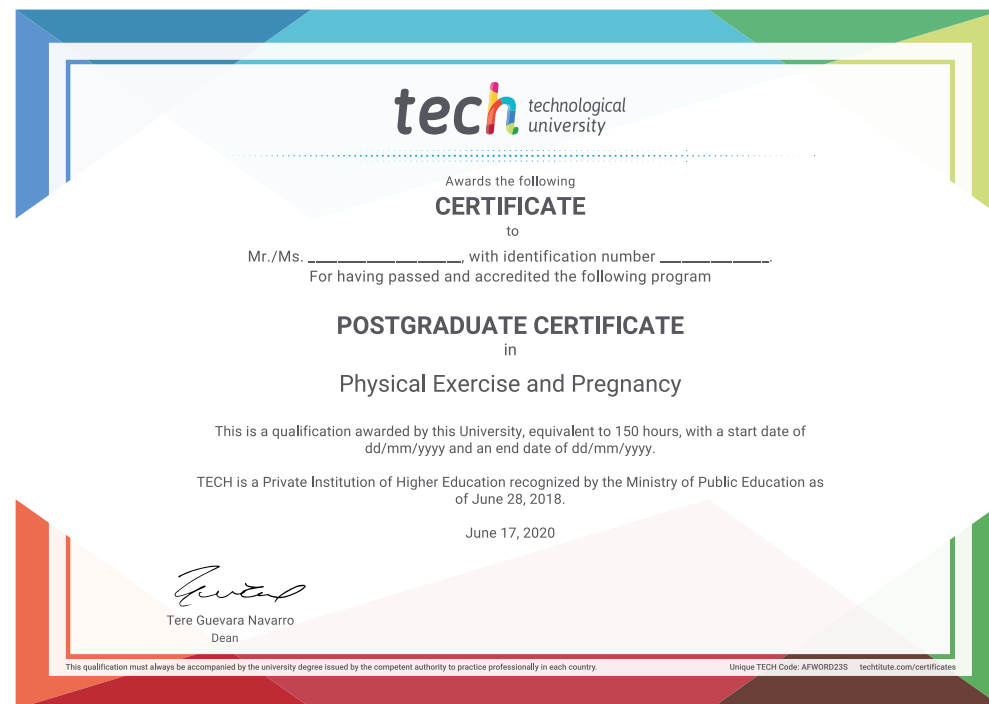 tech technological
university
Awards the following
CERTIFICATE
to
Mr./Ms. ____________________, with identification number ______________.
For having passed and accredited the following program
POSTGRADUATE CERTIFICATE
in
Physical Exercise and Pregnancy
This is a qualification awarded by this University, equivalent to 150 hours, with a start date of
dd/mm/yyyy and an end date of dd/mm/yyyy.
TECH is a Private Institution of Higher Education recognized by the Ministry of Public Education as
of June 28, 2018.
June 17, 2020
Tere Guevara Navarro
Dean
This qualification must always be accompanied by the university degree issued by the competent authority to practice professionally in each country.
Unique TECH Code: AFWORD23S techtitute.com/certificates